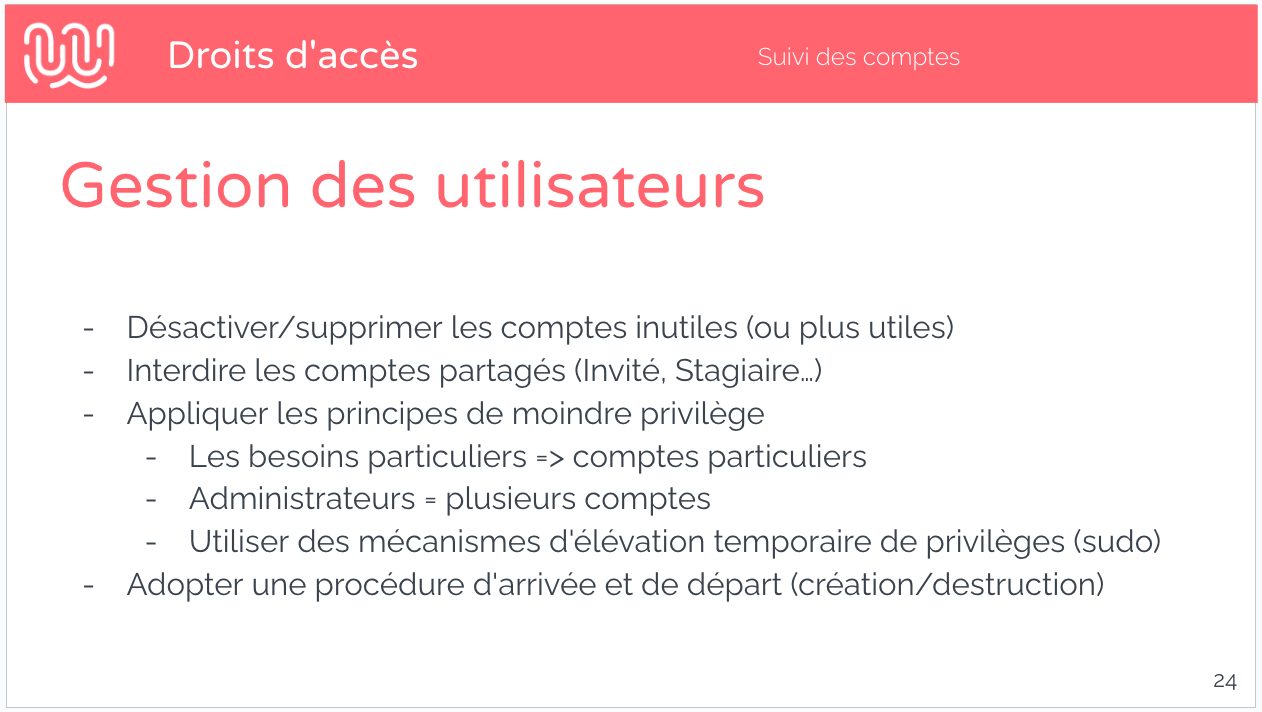 Droits d'accès
Suivi des comptes
Gestion des utilisateurs
- Désactiver/supprimer les comptes inutiles (ou plus utiles)
- Interdire les comptes partagés (Invité, Stagiaire…)
- Appliquer les principes de moindre privilège
- Les besoins particuliers => comptes particuliers
- Administrateurs = plusieurs comptes
- Utiliser des mécanismes d'élévation temporaire de privilèges (sudo)
- Adopter une procédure d'arrivée et de départ (création/destruction)
24